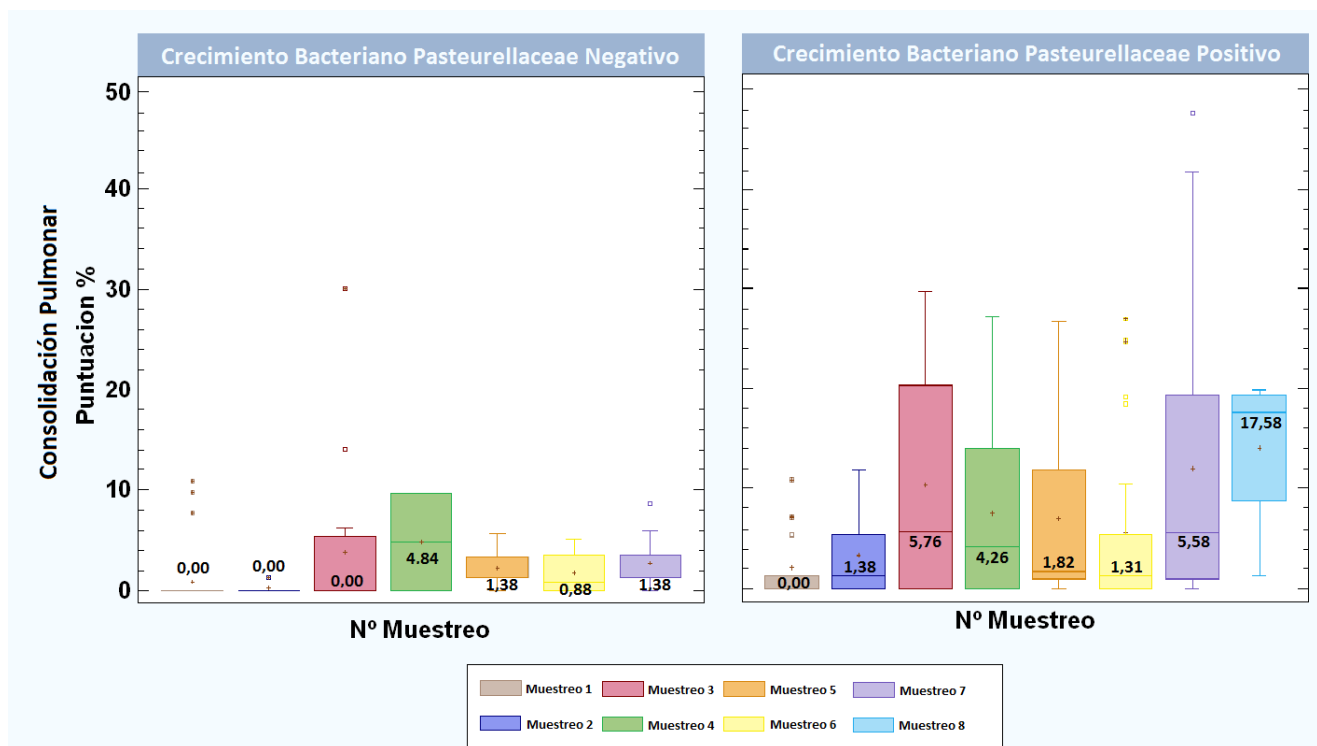 Crecimiento Bacteriano Pasteurellaceae Negativo
Crecimiento Bacteriano Pasteurellaceae Positivo
Consolidación Pulmonar
Puntuacion %
50
40
30
20
10
0
0,00
0,00
0,00
4.84
1,38
0,88
1,38
0,00
1,38
5,76
4,26
1,82
1,31
5,58
17,58
Nº Muestreo
Nº Muestreo
Muestreo 1
Muestreo 3
Muestreo 5
Muestreo 7
Muestreo 2
Muestreo 4
Muestreo 6
Muestreo 8